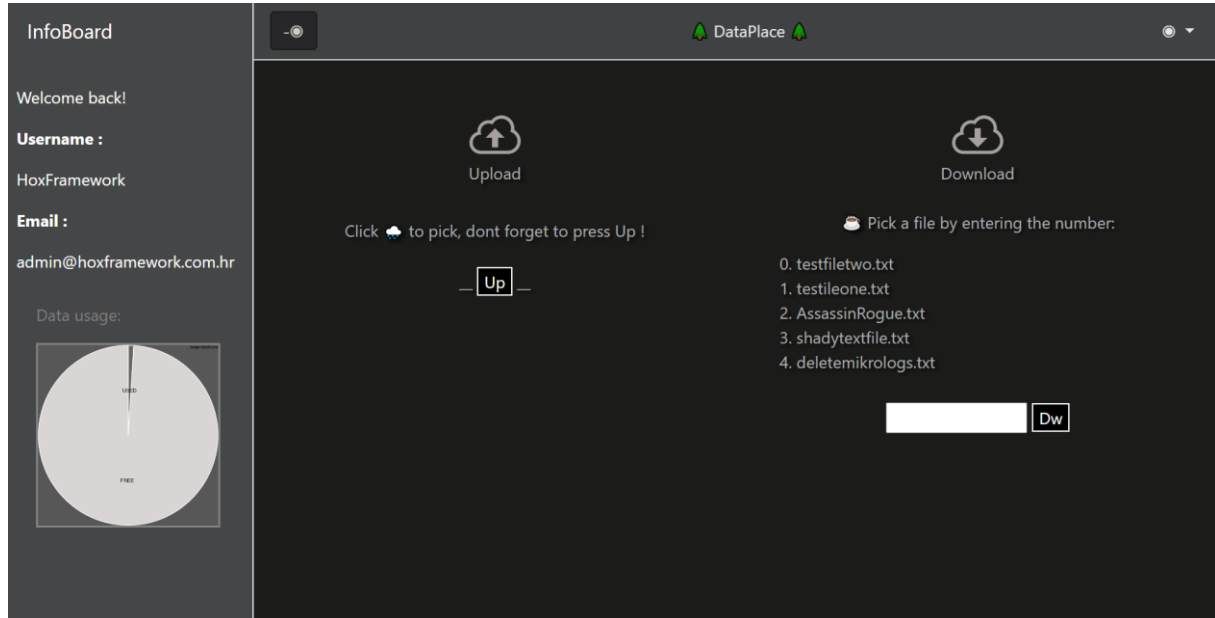 InfoBoard
-◉
🌲 DataPlace 🌲
◉
Welcome back!
Username :
HoxFramework
Email :
admin@hoxframework.com.hr
Data usage:
USED
FREE
Upload
Click 🌧 to pick, dont forget to press Up !
__ Up __
Download
☕ Pick a file by entering the number:
0. testfiletwo.txt
1. testileone.txt
2. AssassinRogue.txt
3. shadytextfile.txt
4. deletemikrologs.txt
Dw